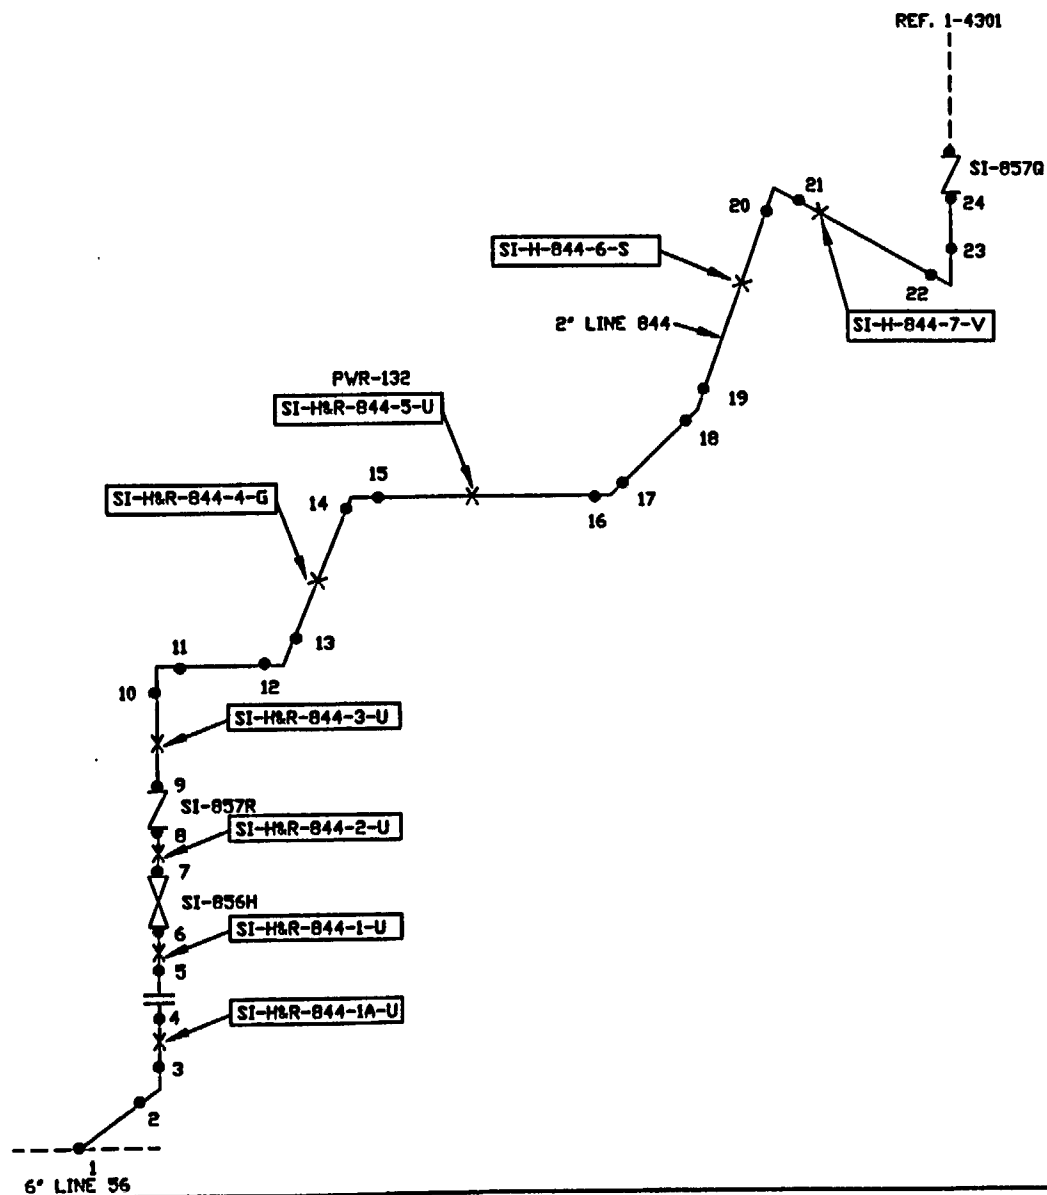 REF. 1-4301
SI-857Q
21
20
24
SI-H-844-6-S
23
22
2" LINE 844
SI-H-844-7-V
PWR-132
19
SI-H&R-844-5-U
18
15
17
SI-H&R-844-4-G
14
16
13
11
12
10
SI-H&R-844-3-U
9
SI-857R
8
SI-H&R-844-2-U
7
SI-856H
6
SI-H&R-844-1-U
5
4
SI-H&R-844-1A-U
3
2
1
6" LINE 56